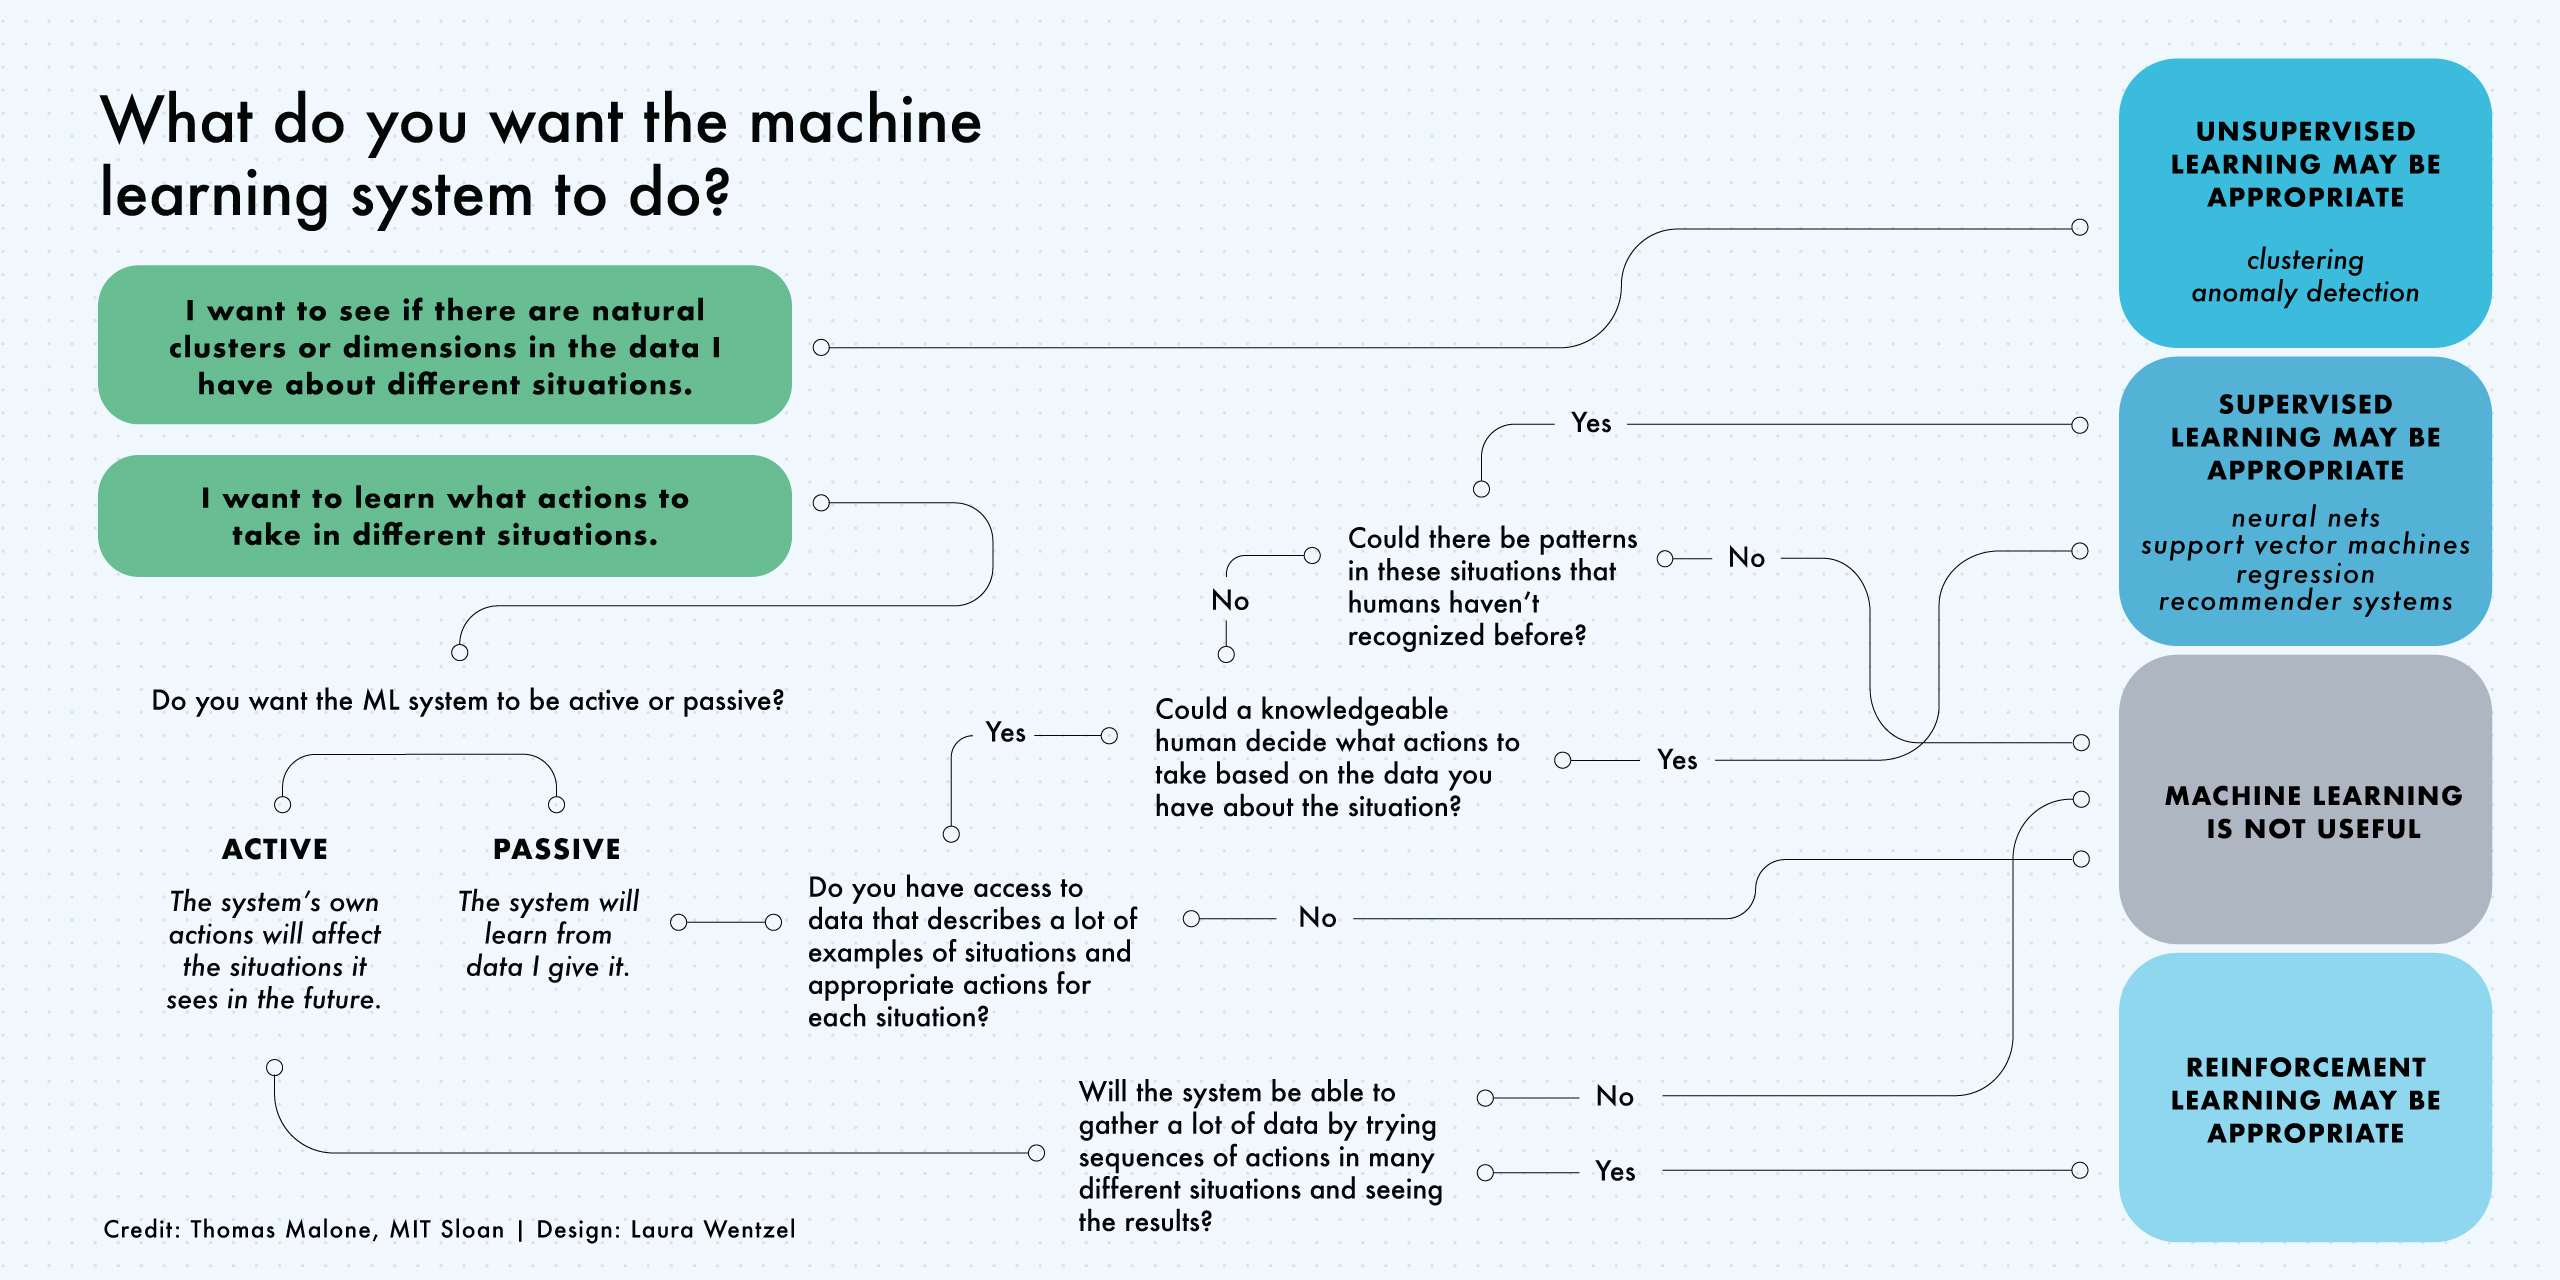 What do you want the machine
learning system to do?
I want to see if there are natural
clusters or dimensions in the data I
have about different situations.
I want to learn what actions to
take in different situations.
Do you want the ML system to be active or passive?
ACTIVE
The system's own
actions will affect
the situations it
sees in the future.
PASSIVE
The system will
learn from
data I give it.
Do you have access to
data that describes a lot of
examples of situations and
appropriate actions for
each situation?
Yes
No
Could a knowledgeable
human decide what actions to
take based on the data you
have about the situation?
No
Yes
Could there be patterns
in these situations that
humans haven't
recognized before?
Yes
No
Will the system be able to
gather a lot of data by trying
sequences of actions in many
different situations and seeing
the results?
No
Yes
UNSUPERVISED
LEARNING MAY BE
APPROPRIATE
clustering
anomaly detection
SUPERVISED
LEARNING MAY BE
APPROPRIATE
neural nets
support vector machines
regression
recommender systems
MACHINE LEARNING
IS NOT USEFUL
REINFORCEMENT
LEARNING MAY BE
APPROPRIATE
Credit: Thomas Malone, MIT Sloan | Design: Laura Wentzel